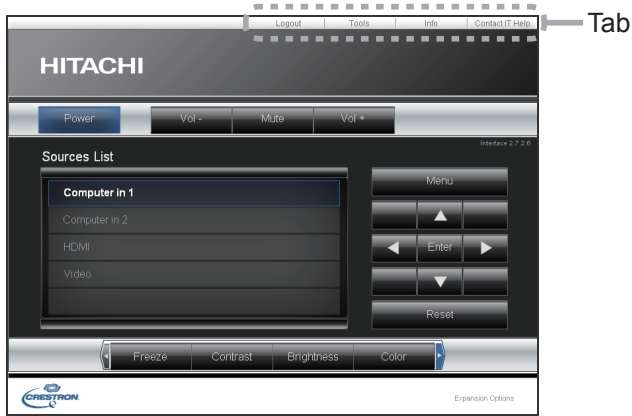 Logout Tools Info Contact IT Help Tab
HITACHI
Power Vol - Mute Vol +
Interface 2.7.2.6
Sources List
Computer in 1
Computer in 2
HDMI
Video
Menu
Enter
Reset
Freeze Contrast Brightness Color
CRESTRON
Expansion Options